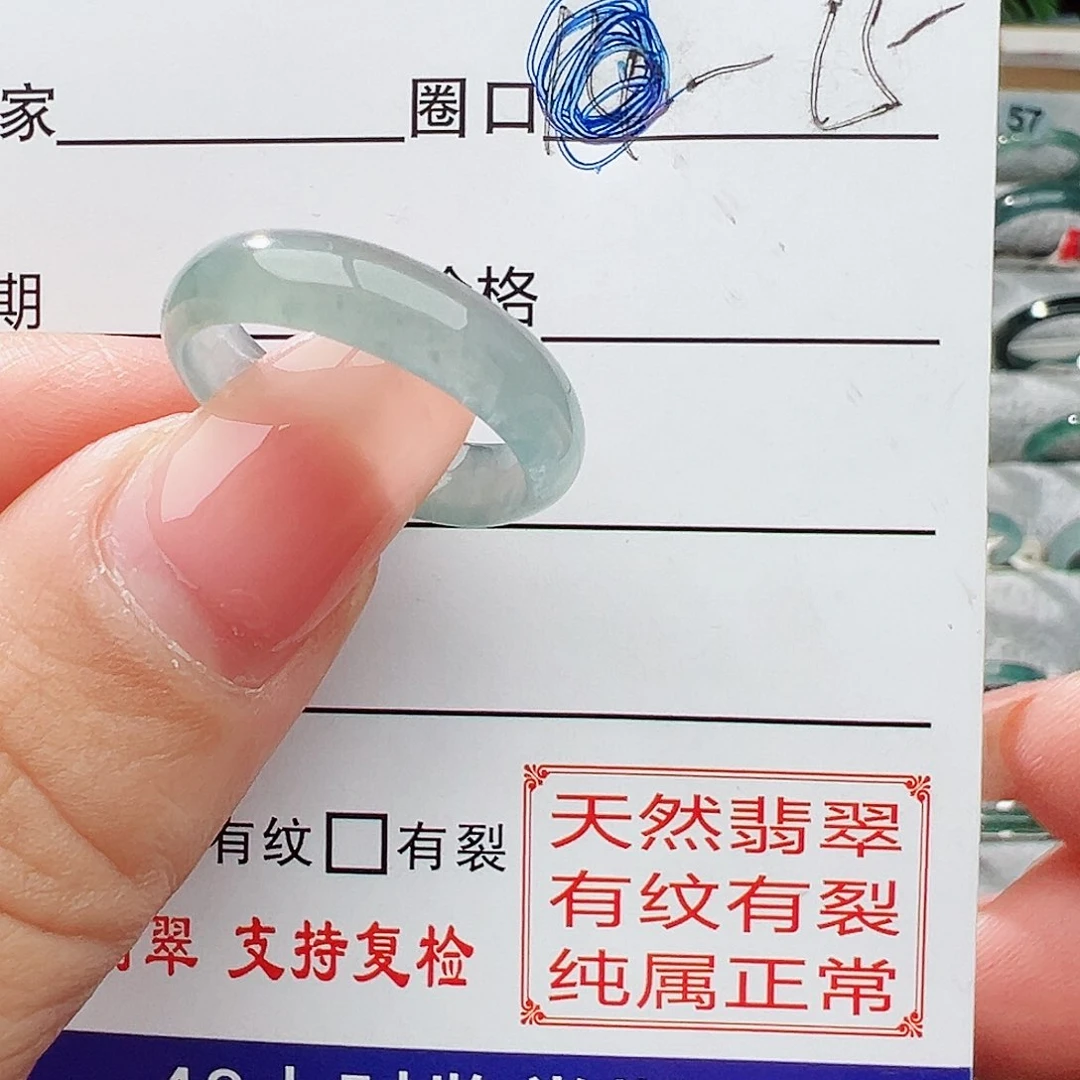 家 圈口
57
期 格
有纹 □ 有裂
翠 支持复检
天然翡翠
有纹有裂
纯属正常